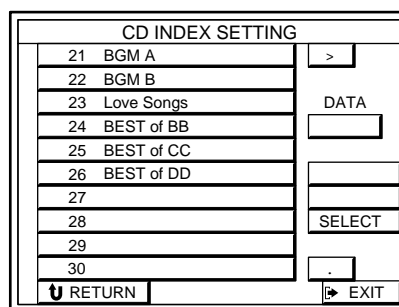 CD INDEX SETTING
21 BGM A
>
22 BGM B
23 Love Songs
DATA
24 BEST of BB
25 BEST of CC
26 BEST of DD
27
28
SELECT
29
30
.
RETURN
EXIT